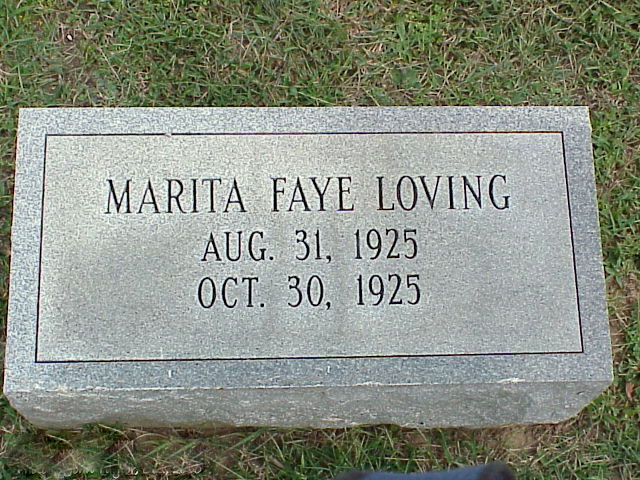 MARITA FAYE LOVING
AUG. 31, 1925
OCT. 30, 1925